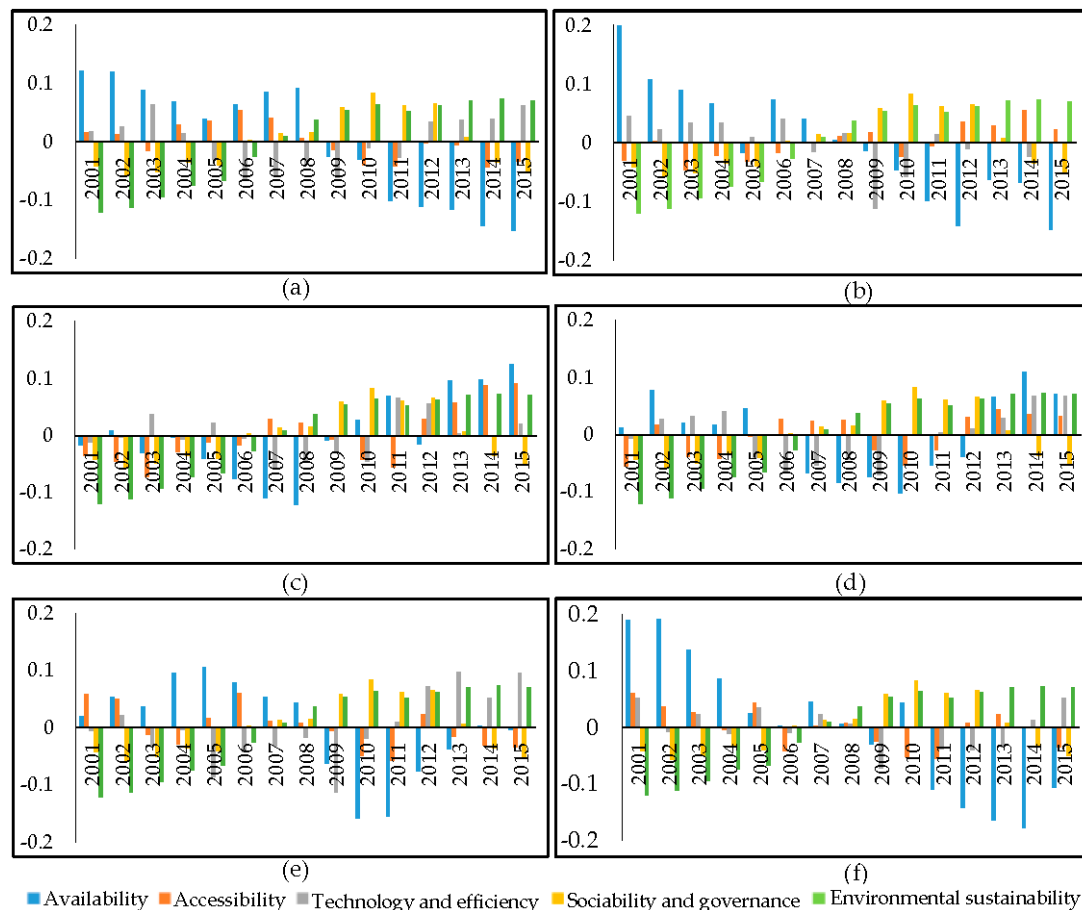 0.2
0.1
0
-0.1
-0.2
2001 2002 2003 2004 2005 2006 2007 2008 2009 2010 2011 2012 2013 2014 2015
(a)
0.2
0.1
0
-0.1
-0.2
2001 2002 2003 2004 2005 2006 2007 2008 2009 2010 2011 2012 2013 2014 2015
(b)
0.2
0.1
0
-0.1
-0.2
2001 2002 2003 2004 2005 2006 2007 2008 2009 2010 2011 2012 2013 2014 2015
(c)
0.2
0.1
0
-0.1
-0.2
2001 2002 2003 2004 2005 2006 2007 2008 2009 2010 2011 2012 2013 2014 2015
(d)
0.2
0.1
0
-0.1
-0.2
2001 2002 2003 2004 2005 2006 2007 2008 2009 2010 2011 2012 2013 2014 2015
(e)
0.2
0.1
0
-0.1
-0.2
2001 2002 2003 2004 2005 2006 2007 2008 2009 2010 2011 2012 2013 2014 2015
(f)
Availability Accessibility Technology and efficiency Sociability and governance Environmental sustainability